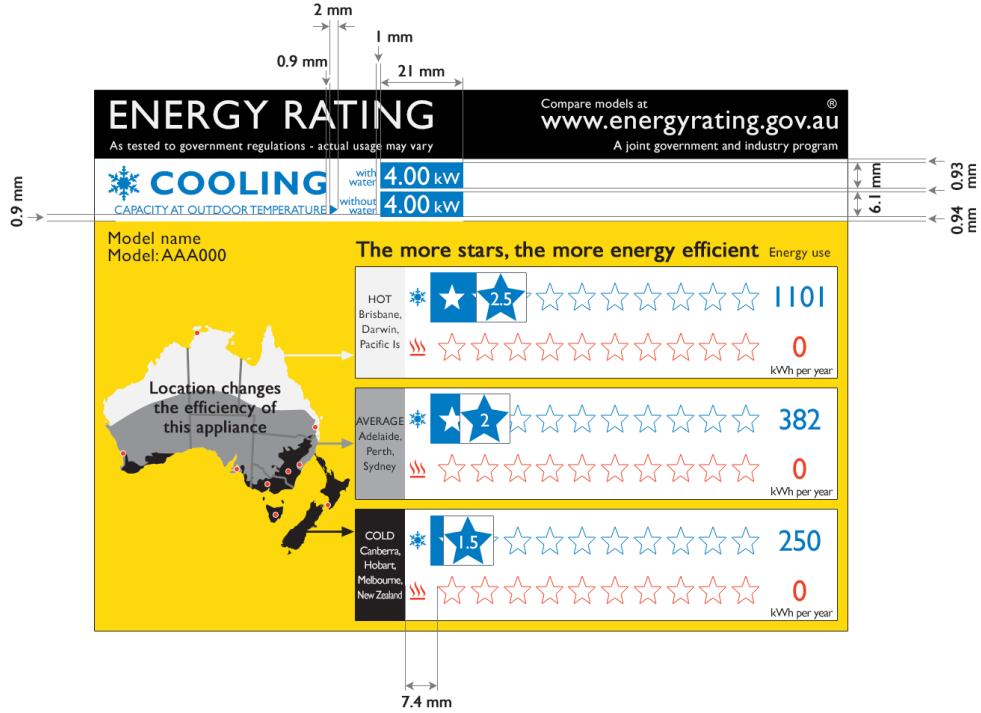 2 mm
1 mm
0.9 mm
21 mm
ENERGY RATING
As tested to government regulations - actual usage may vary
Compare models at
www.energyrating.gov.au ®
A joint government and industry program
COOLING
CAPACITY AT OUTDOOR TEMPERATURE
with
water
4.00 kW
without
water
4.00 kW
0.9 mm
6.1 mm
0.93
mm
0.94
mm
Model name
Model: AAA000
The more stars, the more energy efficient
Energy use
Location changes
the efficiency of
this appliance
HOT
Brisbane,
Darwin,
Pacific Is
2.5
1101
0
kWh per year
AVERAGE
Adelaide,
Perth,
Sydney
2
382
0
kWh per year
COLD
Canberra,
Hobart,
Melbourne,
New Zealand
1.5
250
0
kWh per year
7.4 mm